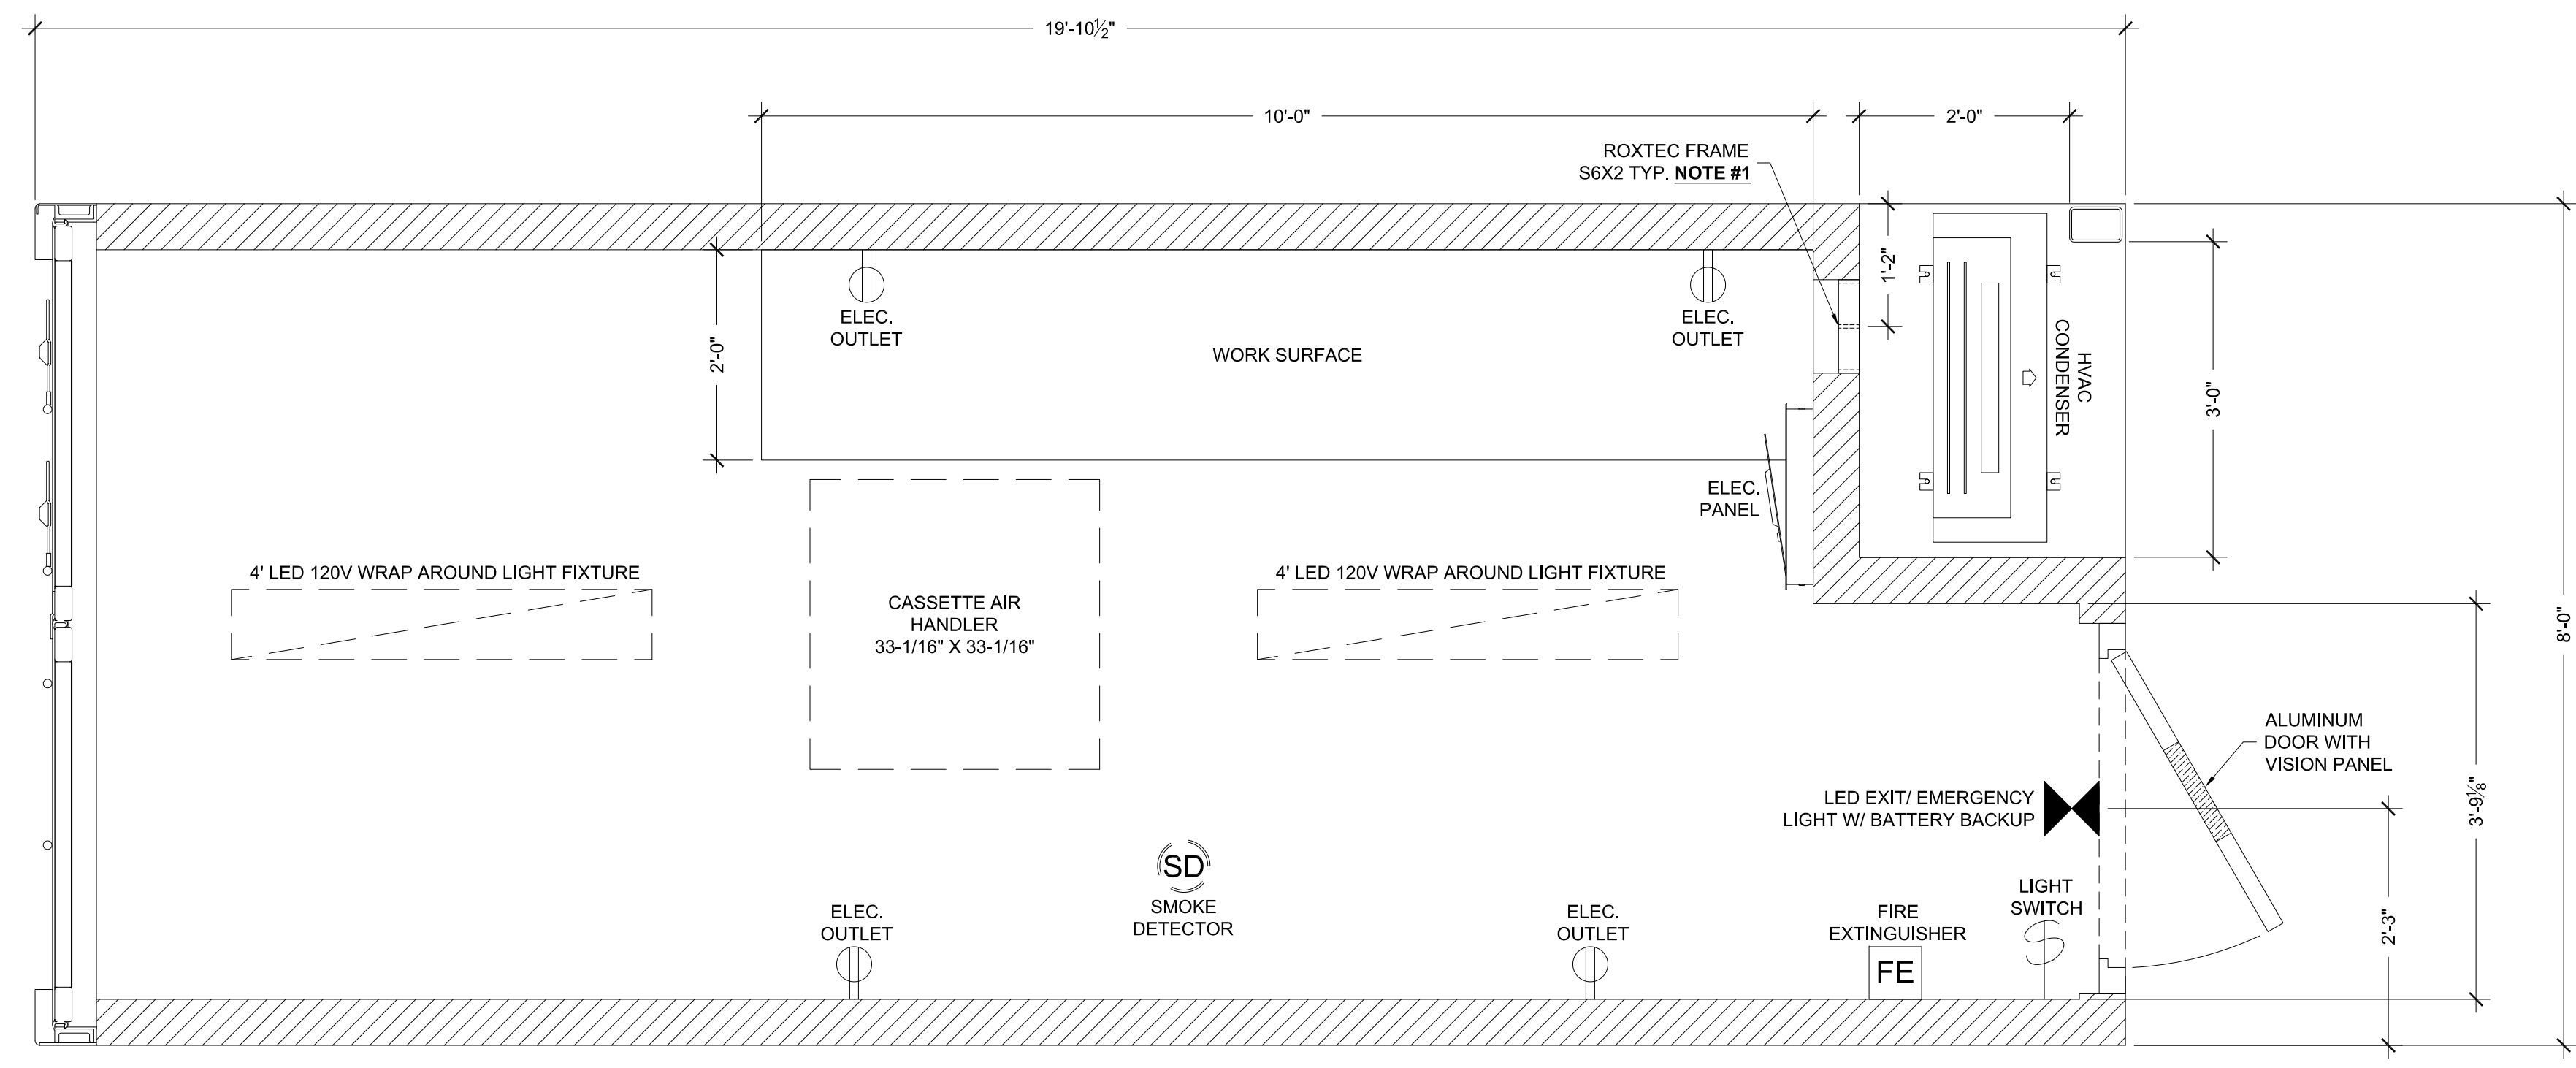 19'-10½"
10'-0"
2'-0"
ROXTEC FRAME
S6X2 TYP. NOTE #1
1'-2"
ELEC.
OUTLET
ELEC.
OUTLET
2'-0"
WORK SURFACE
HVAC
CONDENSER
3'-0"
ELEC.
PANEL
4' LED 120V WRAP AROUND LIGHT FIXTURE
4' LED 120V WRAP AROUND LIGHT FIXTURE
CASSETTE AIR
HANDLER
33-1/16" X 33-1/16"
8'-0"
ALUMINUM
DOOR WITH
VISION PANEL
LED EXIT/ EMERGENCY
LIGHT W/ BATTERY BACKUP
3'-9⅛"
SD
SMOKE
DETECTOR
ELEC.
OUTLET
ELEC.
OUTLET
FIRE
EXTINGUISHER
FE
LIGHT
SWITCH
S
2'-3"